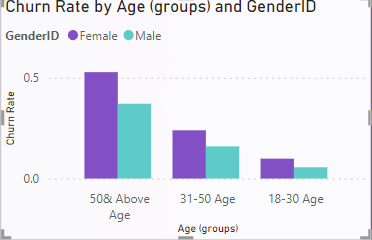 Churn Rate by Age (groups) and GenderID
GenderID Female Male
0.5
0.0
Churn Rate
50& Above
Age
31-50 Age
18-30 Age
Age (groups)